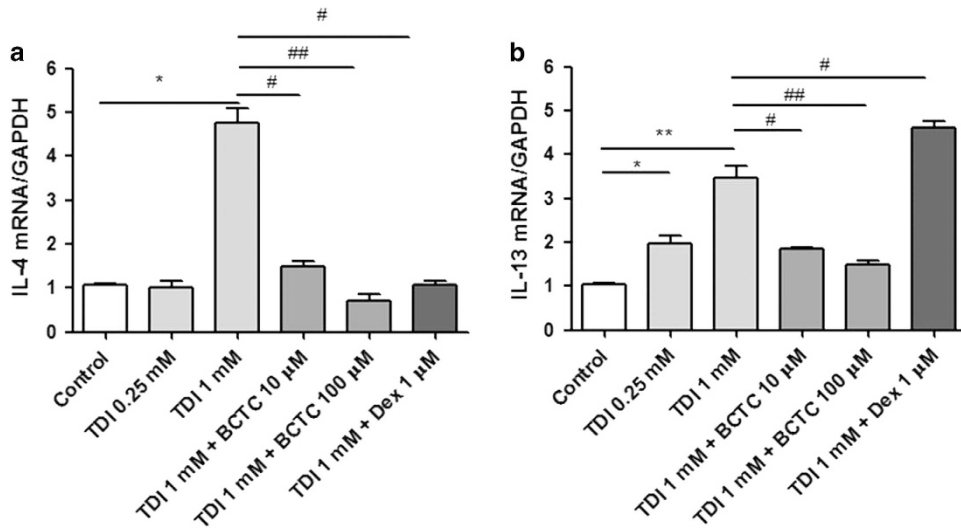 a
#
##
#
*
IL-4 mRNA/GAPDH
6
5
4
3
2
1
0
Control
TDI 0.25 mM
TDI 1 mM
TDI 1 mM + BCTC 10 µM
TDI 1 mM + BCTC 100 µM
TDI 1 mM + Dex 1 µM
b
#
##
#
**
*
IL-13 mRNA/GAPDH
6
5
4
3
2
1
0
Control
TDI 0.25 mM
TDI 1 mM
TDI 1 mM + BCTC 10 µM
TDI 1 mM + BCTC 100 µM
TDI 1 mM + Dex 1 µM